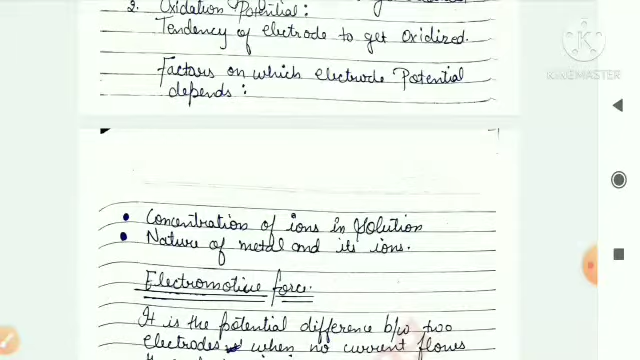 2. Oxidation Potential:
Tendency of electrode to get Oxidized.
Factors on which electrode Potential
depends:
KINEMASTER
• Concentration of ions in Solution
• Nature of metal and its ions.
Electromotive force.
It is the potential difference b/w two
electrodes when no current flows